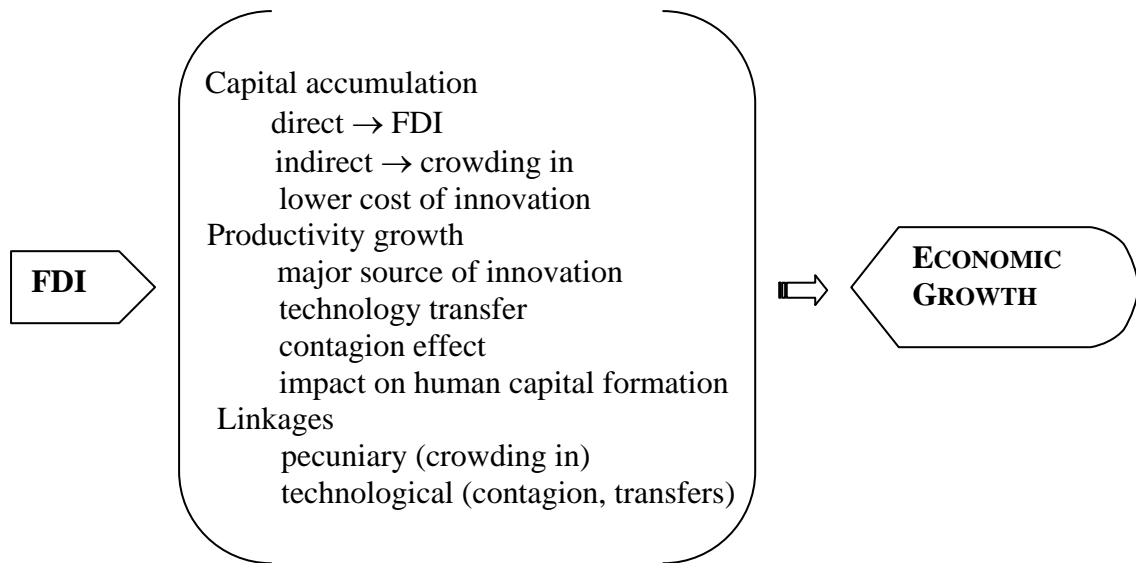 FDI
Capital accumulation
direct → FDI
indirect → crowding in
lower cost of innovation
Productivity growth
major source of innovation
technology transfer
contagion effect
impact on human capital formation
Linkages
pecuniary (crowding in)
technological (contagion, transfers)
ECONOMIC
GROWTH